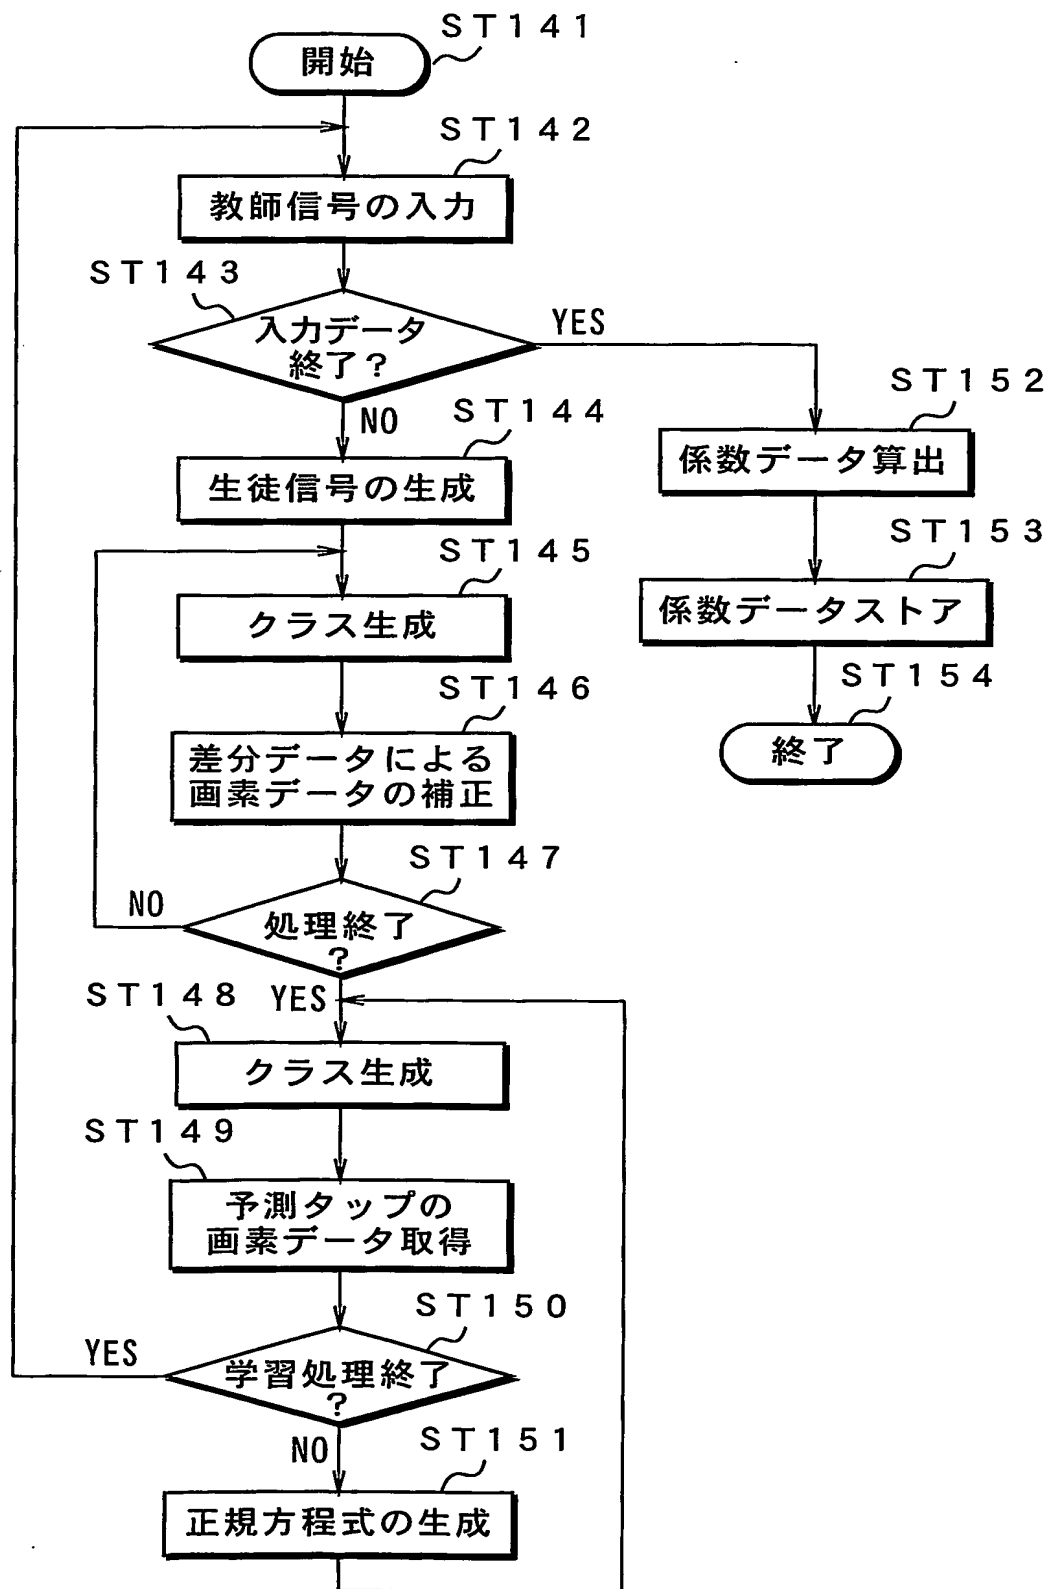 ST141
開始
ST142
教師信号の入力
ST143
入力データ
終了?
YES
NO
ST144
生徒信号の生成
ST145
クラス生成
ST146
差分データによる
画素データの補正
ST147
処理終了
?
NO
YES
ST148
クラス生成
ST149
予測タップの
画素データ取得
ST150
学習処理終了
?
YES
NO
ST151
正規方程式の生成
ST152
係数データ算出
ST153
係数データストア
ST154
終了